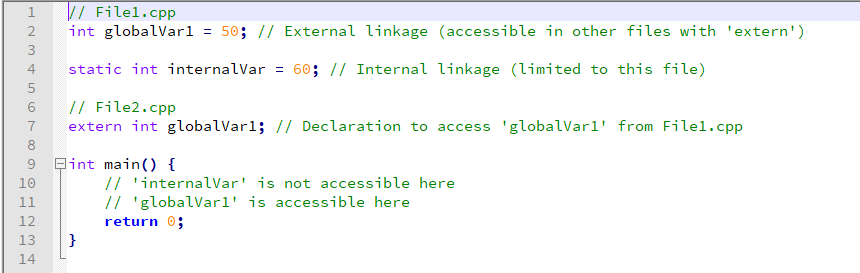 1 // File1.cpp
2 int globalVar1 = 50; // External linkage (accessible in other files with 'extern')
3
4 static int internalVar = 60; // Internal linkage (limited to this file)
5
6 // File2.cpp
7 extern int globalVar1; // Declaration to access 'globalVar1' from File1.cpp
8
9 int main() {
10     // 'internalVar' is not accessible here
11     // 'globalVar1' is accessible here
12     return 0;
13 }
14